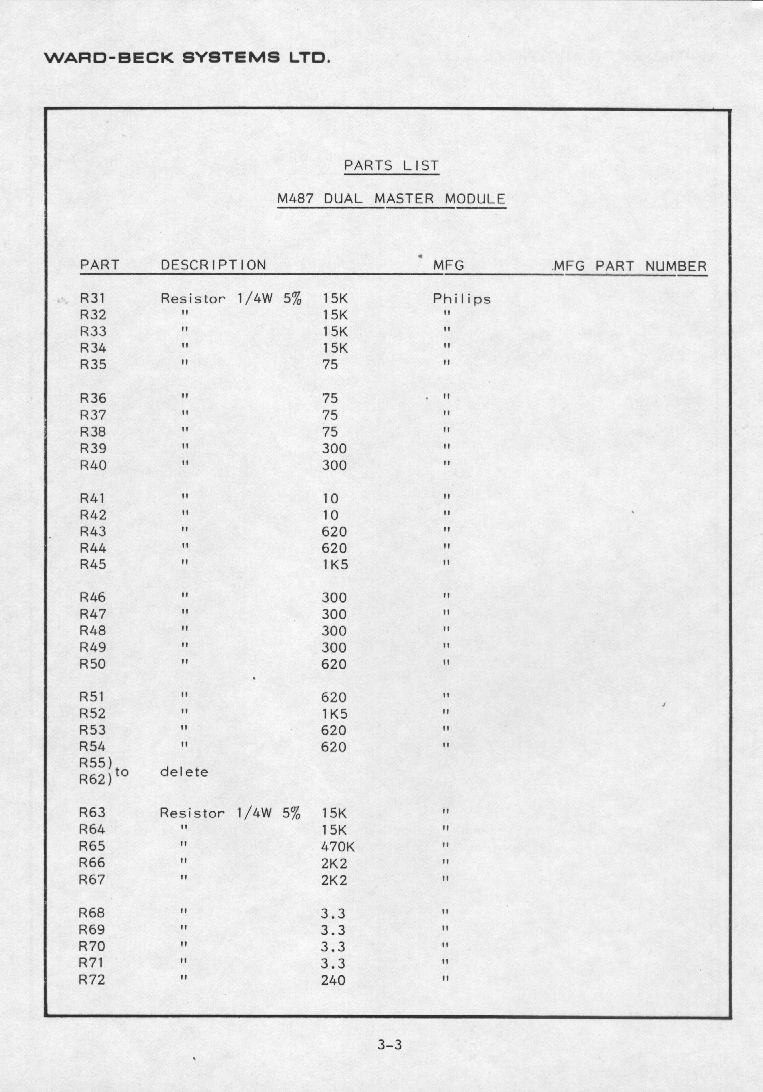 WARD-BECK SYSTEMS LTD.
PARTS LIST
M487 DUAL MASTER MODULE
PART DESCRIPTION MFG MFG PART NUMBER
R31 Resistor 1/4W 5% 15K Philips
R32 " 15K "
R33 " 15K "
R34 " 15K "
R35 " 75 "
R36 " 75 "
R37 " 75 "
R38 " 75 "
R39 " 300 "
R40 " 300 "
R41 " 10 "
R42 " 10 "
R43 " 620 "
R44 " 620 "
R45 " 1K5 "
R46 " 300 "
R47 " 300 "
R48 " 300 "
R49 " 300 "
R50 " 620 "
R51 " 620 "
R52 " 1K5 "
R53 " 620 "
R54 " 620 "
R55)
R62) to delete
R63 Resistor 1/4W 5% 15K "
R64 " 15K "
R65 " 470K "
R66 " 2K2 "
R67 " 2K2 "
R68 " 3.3 "
R69 " 3.3 "
R70 " 3.3 "
R71 " 3.3 "
R72 " 240 "
3-3